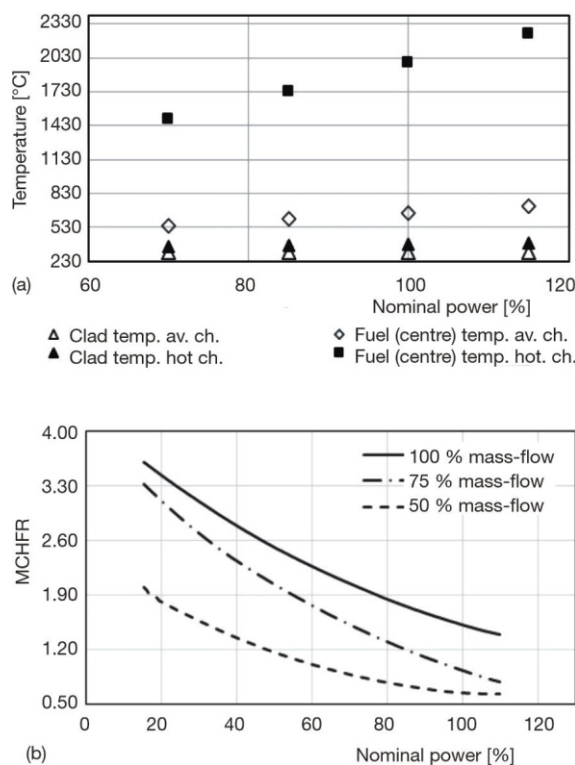 2330
2030
1730
1430
1130
830
530
230
Temperature [°C]
60
80
100
120
(a)
Nominal power [%]
Clad temp. av. ch.
Fuel (centre) temp. av. ch.
Clad temp. hot ch.
Fuel (centre) temp. hot. ch.
4.00
3.30
2.60
1.90
1.20
0.50
MCHFR
100 % mass-flow
75 % mass-flow
50 % mass-flow
0
20
40
60
80
100
120
(b)
Nominal power [%]